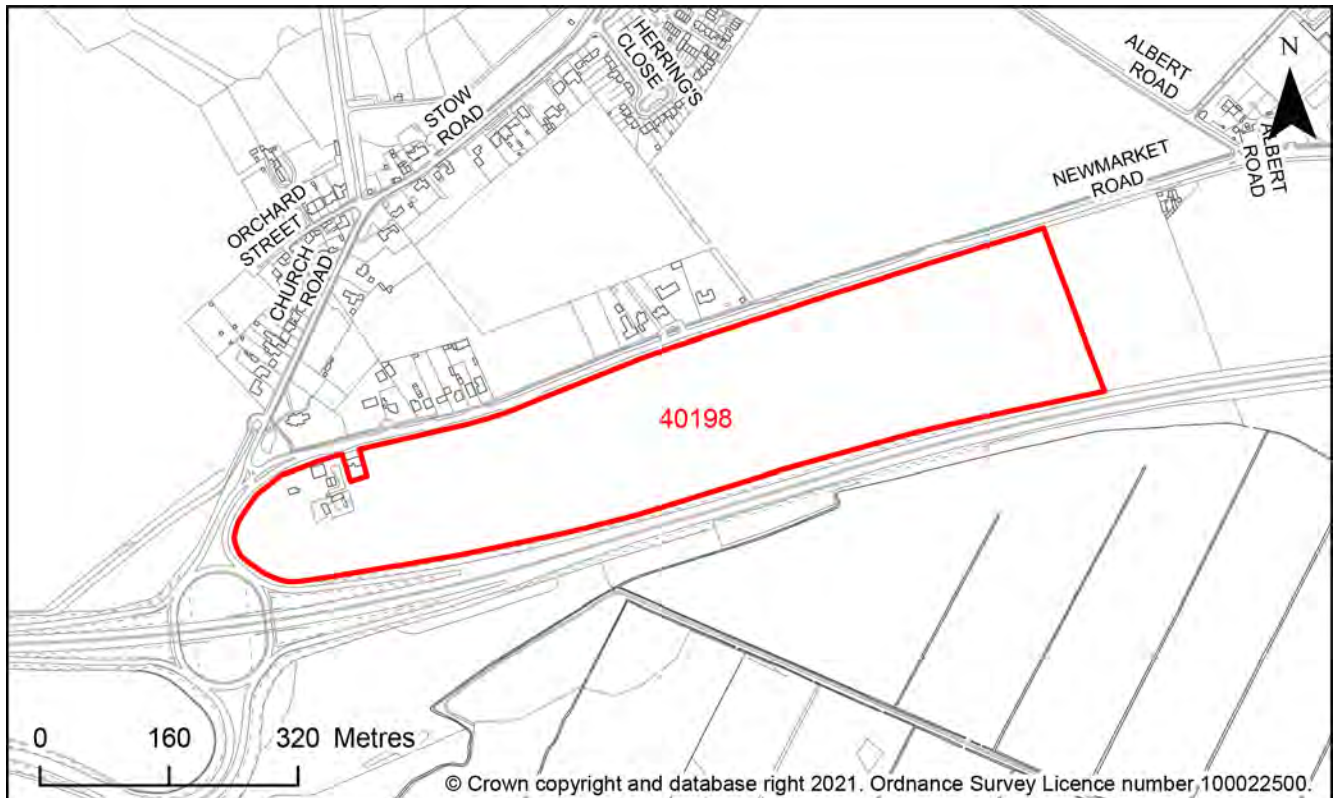 HERRING'S
CLOSE
ALBERT
ROAD
N
STOW
ROAD
ALBERT
ROAD
NEWMARKET
ROAD
ORCHARD
STREET
CHURCH
ROAD
40198
0 160 320 Metres
© Crown copyright and database right 2021. Ordnance Survey Licence number 100022500.